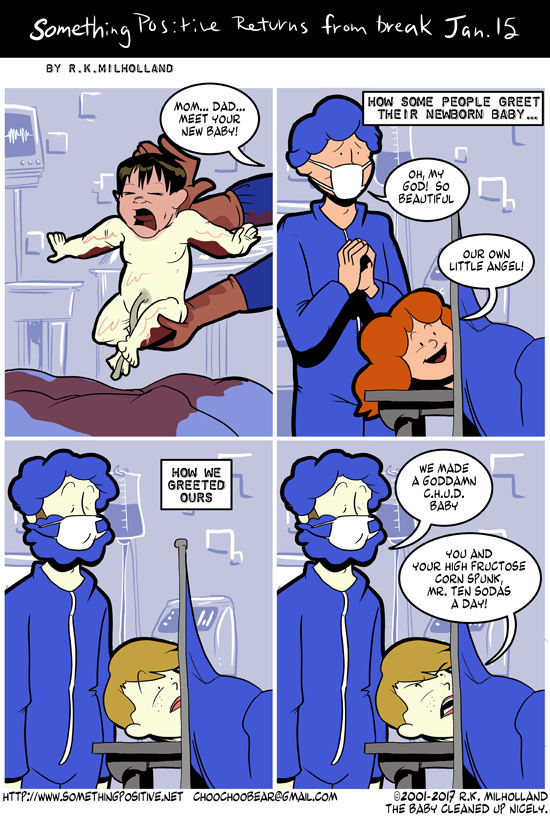 Something Positive Returns from break Jan. 15
BY R.K.MILHOLLAND
MOM... DAD...
MEET YOUR
NEW BABY!
HOW SOME PEOPLE GREET
THEIR NEWBORN BABY...
OH, MY
GOD! SO
BEAUTIFUL
OUR OWN
LITTLE ANGEL!
HOW WE
GREETED
OURS
WE MADE
A GODDAMN
C.H.U.D.
BABY
YOU AND
YOUR HIGH FRUCTOSE
CORN SPUNK,
MR. TEN SODAS
A DAY!
HTTP://WWW.SOMETHINGPOSITIVE.NET CHOOCHOOBEAR@GMAIL.COM
©2001-2017 R.K. MILHOLLAND
THE BABY CLEANED UP NICELY.